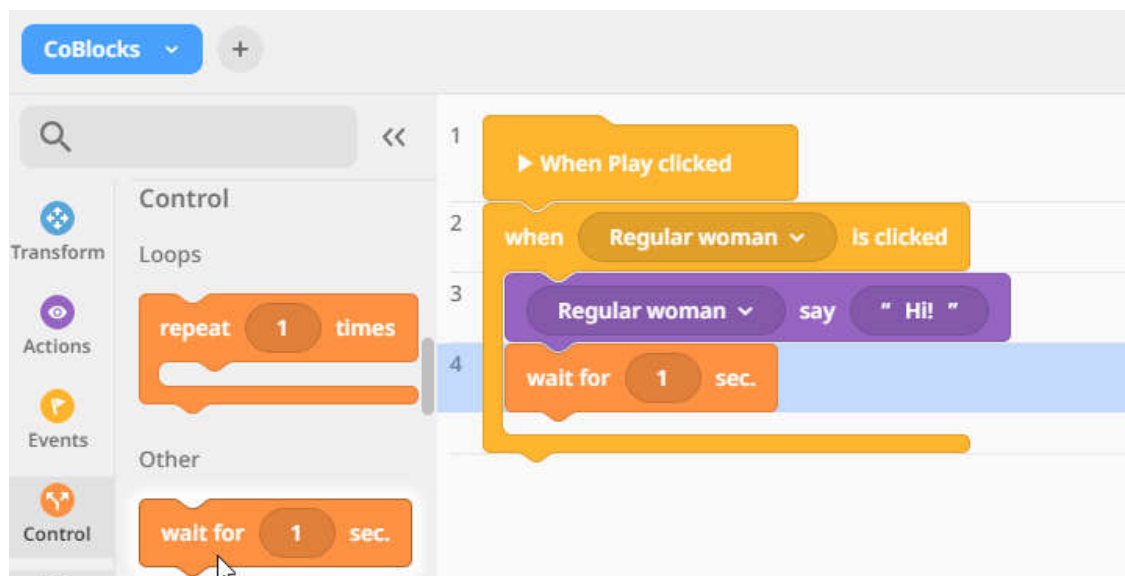 CoBlocks
+
Transform
Actions
Events
Control
Control
Loops
repeat 1 times
Other
wait for 1 sec.
1
When Play clicked
2
when Regular woman is clicked
3
Regular woman say " Hi! "
4
wait for 1 sec.